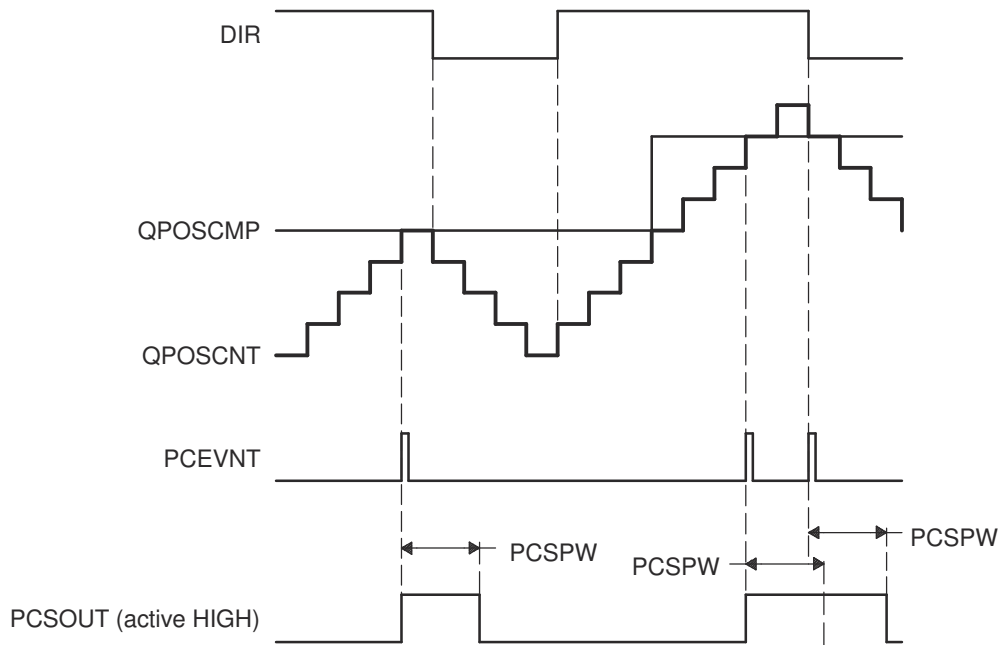 DIR
QPOSCMP
QPOSCNT
PCEVNT
PCSPW
PCSPW
PCSPW
PCSOUT (active HIGH)